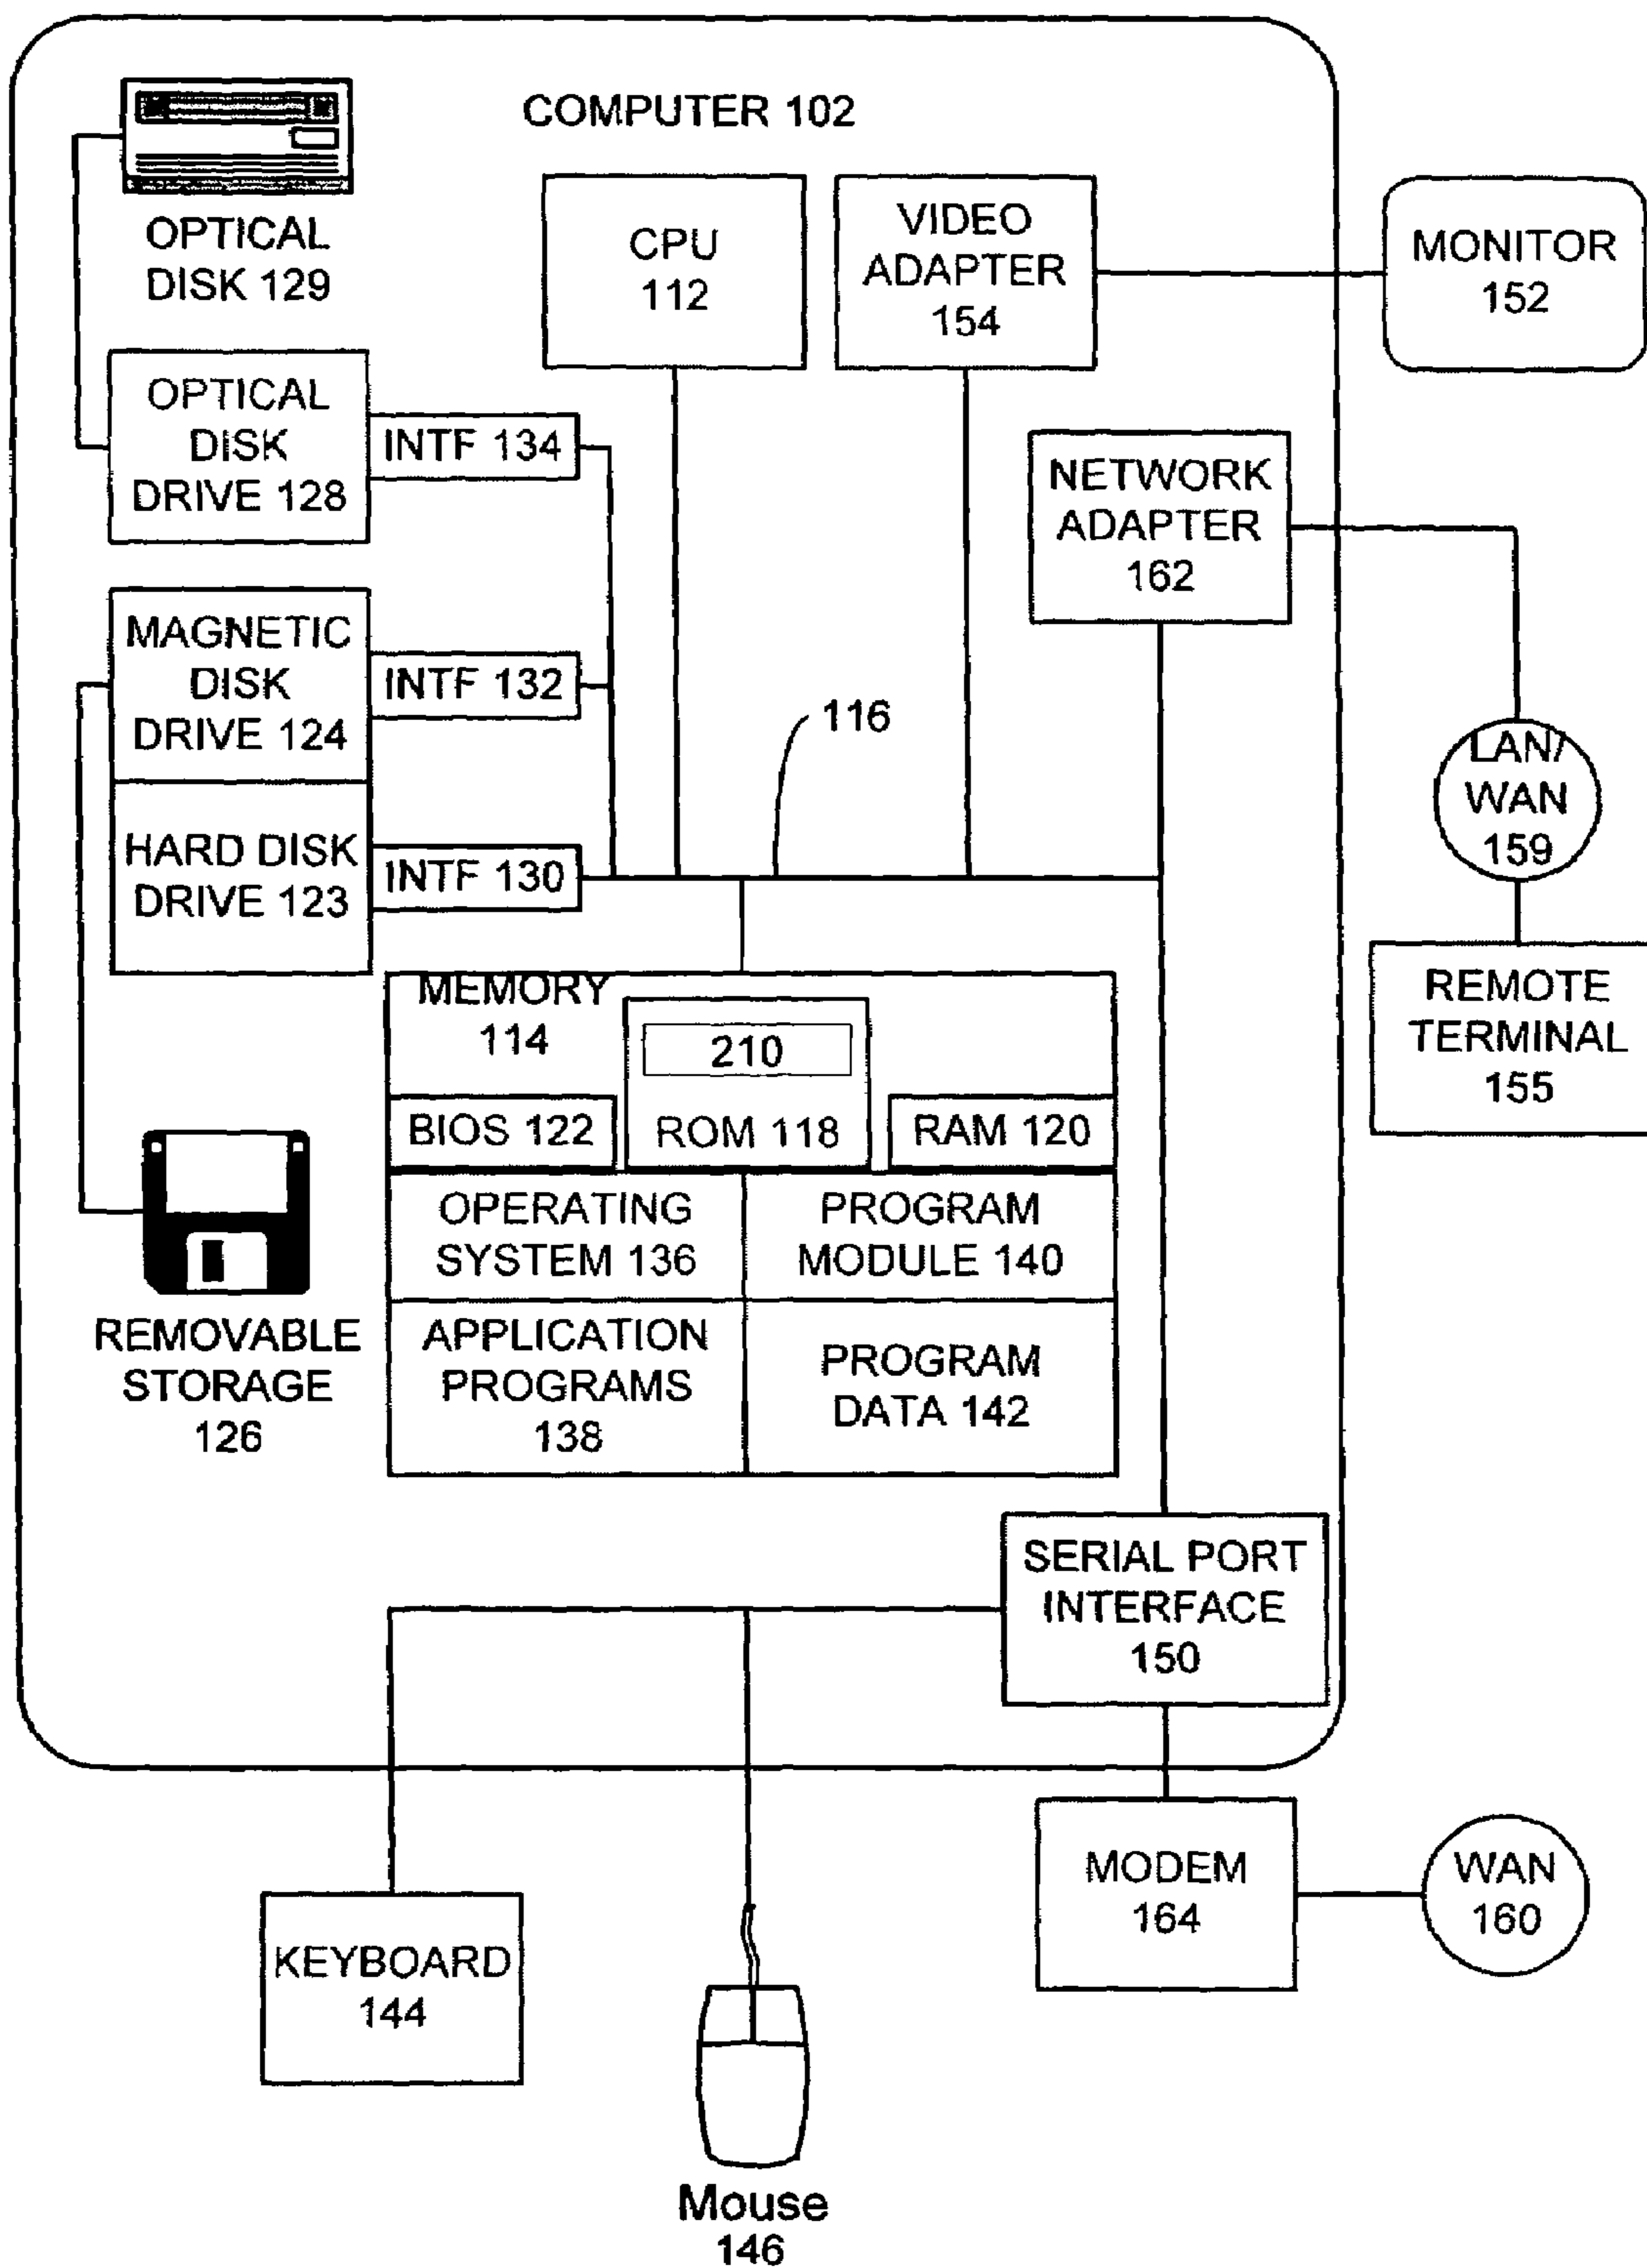 COMPUTER 102
OPTICAL
DISK 129
CPU
112
VIDEO
ADAPTER
154
MONITOR
152
OPTICAL
DISK
DRIVE 128
INTF 134
NETWORK
ADAPTER
162
MAGNETIC
DISK
DRIVE 124
INTF 132
116
LAN/
WAN
159
HARD DISK
DRIVE 123
INTF 130
REMOTE
TERMINAL
155
MEMORY
114
210
BIOS 122
ROM 118
RAM 120
OPERATING
SYSTEM 136
PROGRAM
MODULE 140
REMOVABLE
STORAGE
126
APPLICATION
PROGRAMS
138
PROGRAM
DATA 142
SERIAL PORT
INTERFACE
150
MODEM
164
WAN
160
KEYBOARD
144
Mouse
146